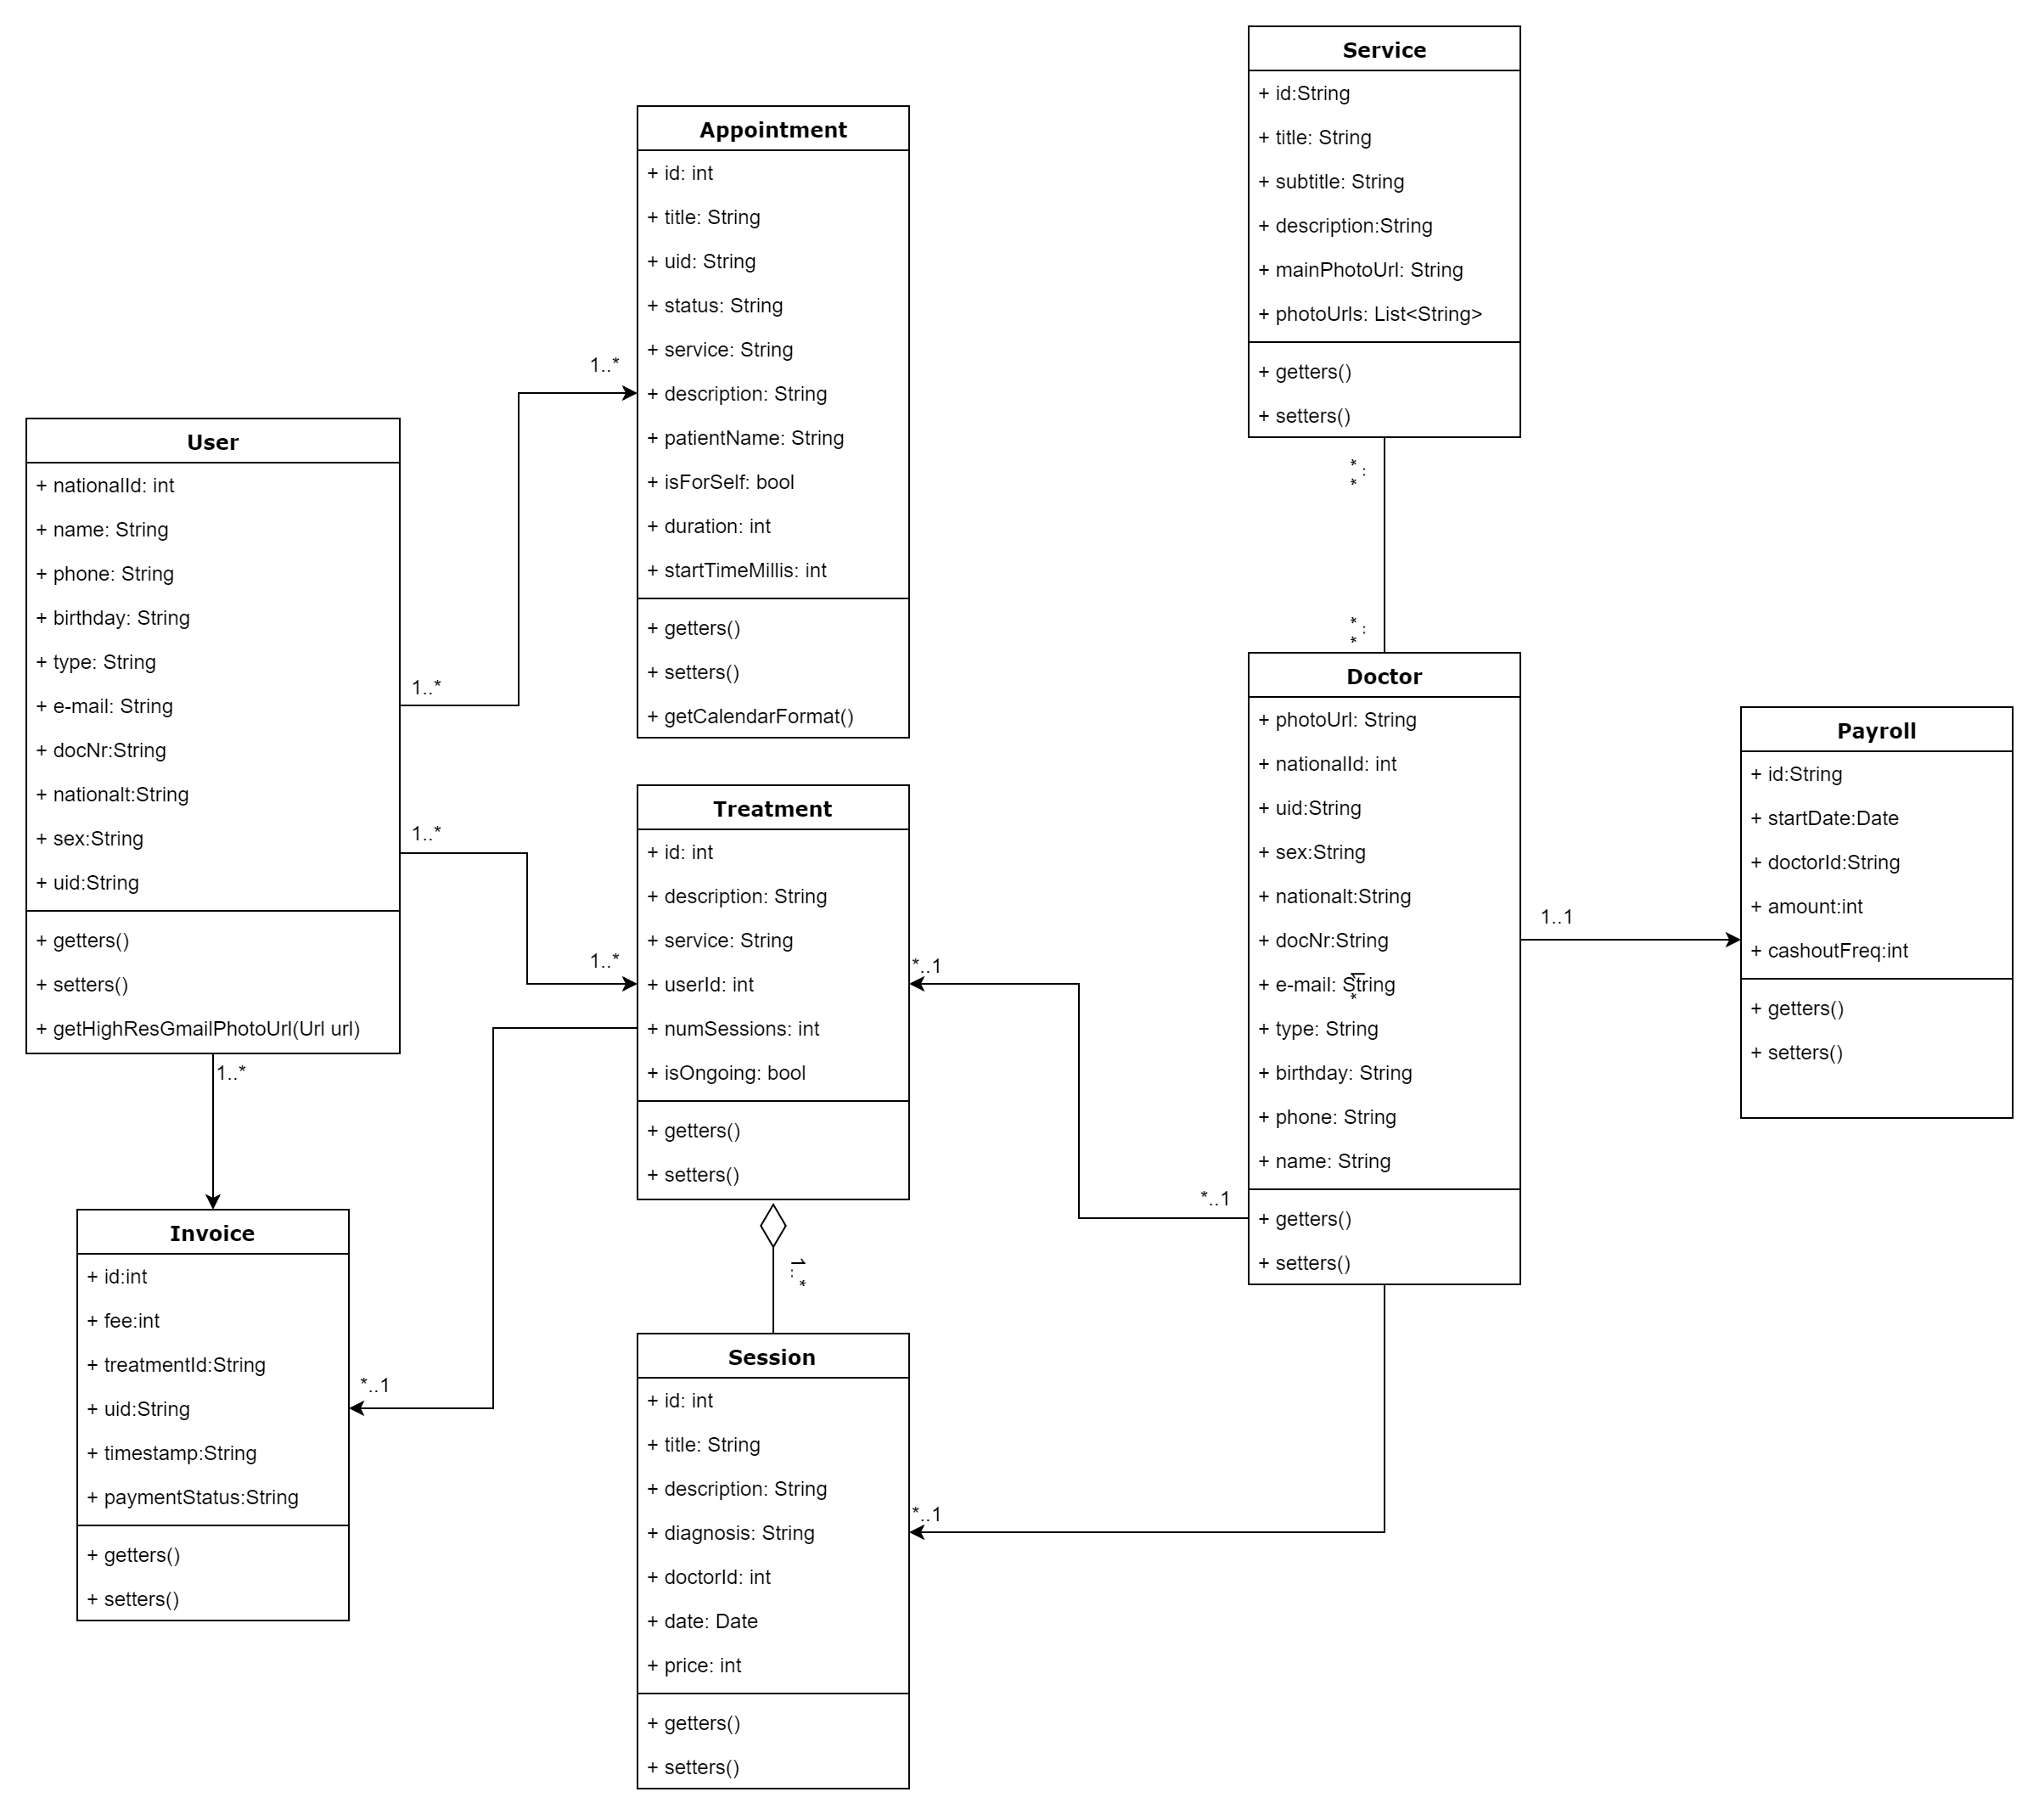 Service
+ id:String
+ title: String
+ subtitle: String
+ description:String
+ mainPhotoUrl: String
+ photoUrls: List<String>
+ getters()
+ setters()
*..*
*..*
Appointment
+ id: int
+ title: String
+ uid: String
+ status: String
+ service: String
+ description: String
+ patientName: String
+ isForSelf: bool
+ duration: int
+ startTimeMillis: int
+ getters()
+ setters()
+ getCalendarFormat()
1..*
User
+ nationalId: int
+ name: String
+ phone: String
+ birthday: String
+ type: String
+ e-mail: String
+ docNr:String
+ nationalt:String
+ sex:String
+ uid:String
+ getters()
+ setters()
+ getHighResGmailPhotoUrl(Url url)
1..*
1..*
1..*
1..*
Treatment
+ id: int
+ description: String
+ service: String
+ userId: int
+ numSessions: int
+ isOngoing: bool
+ getters()
+ setters()
*..1
*..1
1..*
Doctor
+ photoUrl: String
+ nationalId: int
+ uid:String
+ sex:String
+ nationalt:String
+ docNr:String
+ e-mail: String
*..1
+ type: String
+ birthday: String
+ phone: String
+ name: String
+ getters()
+ setters()
1..1
Payroll
+ id:String
+ startDate:Date
+ doctorId:String
+ amount:int
+ cashoutFreq:int
+ getters()
+ setters()
Invoice
+ id:int
+ fee:int
+ treatmentId:String
+ uid:String
+ timestamp:String
+ paymentStatus:String
+ getters()
+ setters()
*..1
Session
+ id: int
+ title: String
+ description: String
+ diagnosis: String
+ doctorId: int
+ date: Date
+ price: int
+ getters()
+ setters()
*..1